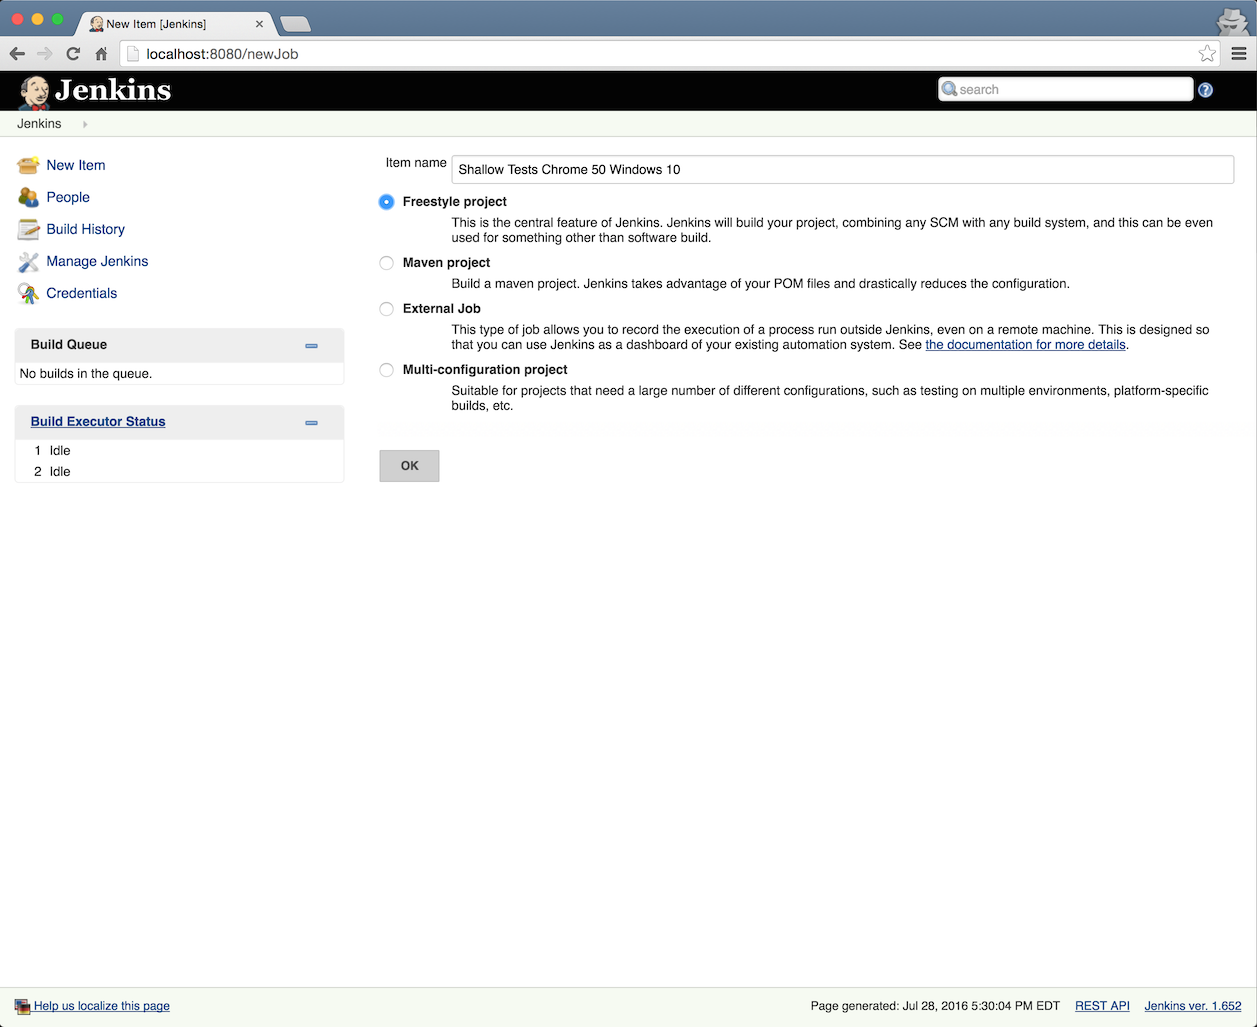 New Item [Jenkins]
localhost:8080/newJob
Jenkins
search
Jenkins
New Item
People
Build History
Manage Jenkins
Credentials
Build Queue
No builds in the queue.
Build Executor Status
1 Idle
2 Idle
Item name
Shallow Tests Chrome 50 Windows 10
Freestyle project
This is the central feature of Jenkins. Jenkins will build your project, combining any SCM with any build system, and this can be even
used for something other than software build.
Maven project
Build a maven project. Jenkins takes advantage of your POM files and drastically reduces the configuration.
External Job
This type of job allows you to record the execution of a process run outside Jenkins, even on a remote machine. This is designed so
that you can use Jenkins as a dashboard of your existing automation system. See the documentation for more details.
Multi-configuration project
Suitable for projects that need a large number of different configurations, such as testing on multiple environments, platform-specific
builds, etc.
OK
Help us localize this page
Page generated: Jul 28, 2016 5:30:04 PM EDT REST API Jenkins ver. 1.652